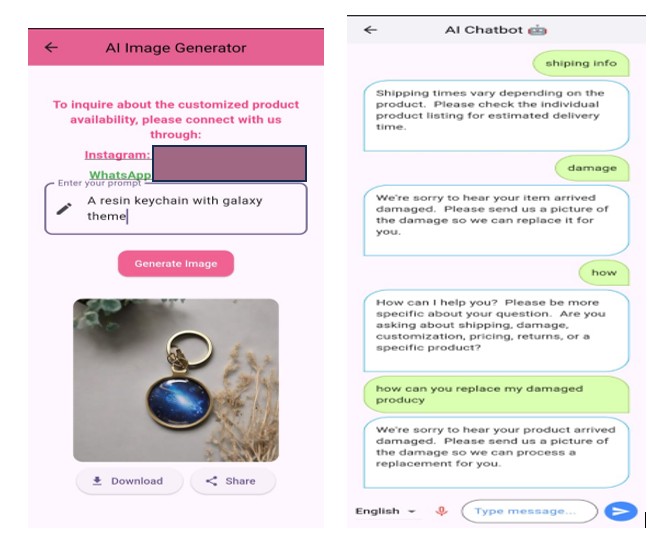 AI Image Generator
To inquire about the customized product
availability, please connect with us
through:
Instagram:
WhatsApp
Enter your prompt
A resin keychain with galaxy
theme
Generate Image
Download
Share
AI Chatbot
shiping info
Shipping times vary depending on the
product. Please check the individual
product listing for estimated delivery
time.
damage
We're sorry to hear your item arrived
damaged. Please send us a picture of
the damage so we can replace it for
you.
how
How can I help you? Please be more
specific about your question. Are you
asking about shipping, damage,
customization, pricing, returns, or a
specific product?
how can you replace my damaged
producy
We're sorry to hear your product arrived
damaged. Please send us a picture of
the damage so we can process a
replacement for you.
English
Type message...